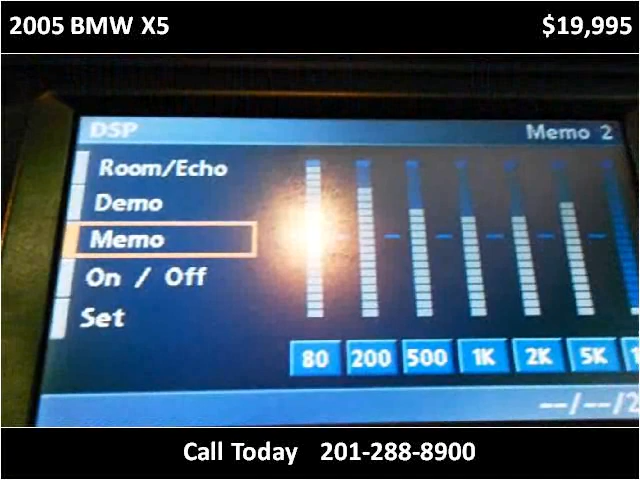 2005 BMW X5 $19,995
DSP Memo 2
Room/Echo
Demo
Memo
On / Off
Set
80 200 500 1K 2K 5K
--/--/2
Call Today 201-288-8900